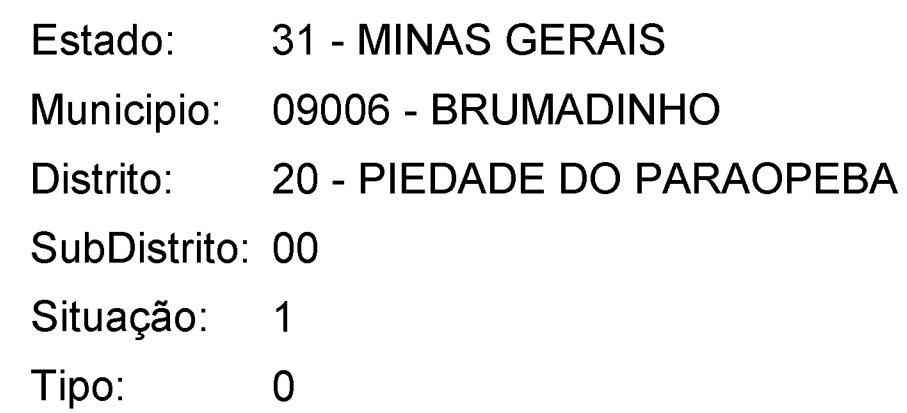 Estado: 31 - MINAS GERAIS
Municipio: 09006 - BRUMADINHO
Distrito: 20 - PIEDADE DO PARAOPEBA
SubDistrito: 00
Situação: 1
Tipo: 0